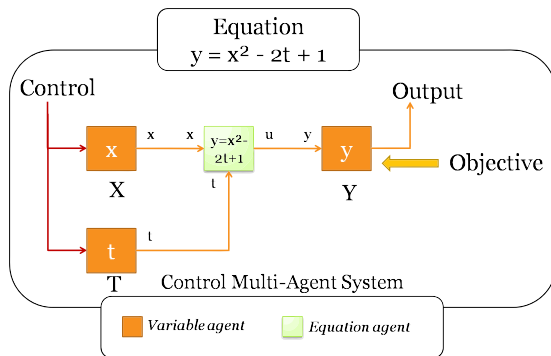 Equation
y = x² - 2t + 1
Control
Output
x
x
x
y=x²-
2t+1
u
y
y
Objective
X
Y
t
t
t
T
Control Multi-Agent System
Variable agent
Equation agent